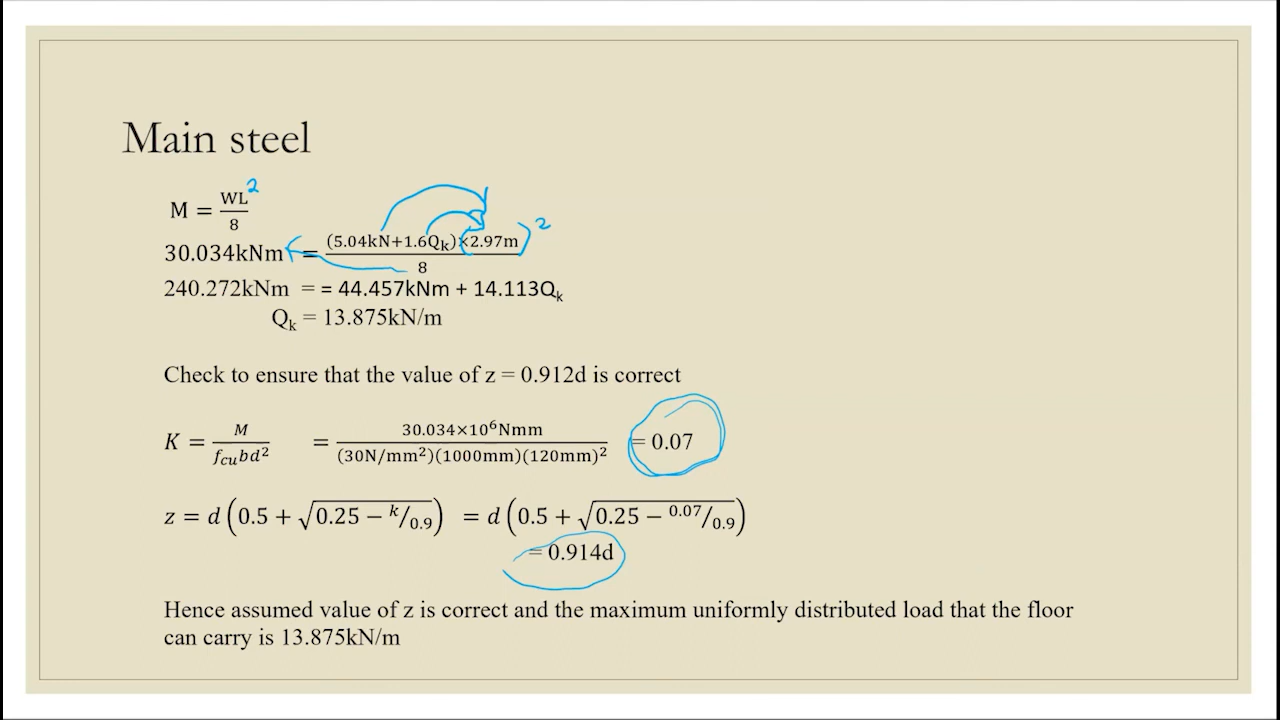 Main steel
M = WL²/8
30.034kNm = (5.04kN+1.6Qₖ)×(2.97m)²/8
240.272kNm = = 44.457kNm + 14.113Qₖ
Qₖ = 13.875kN/m
Check to ensure that the value of z = 0.912d is correct
K = M/f꜀ᵤbd² = 30.034×10⁶Nmm/(30N/mm²)(1000mm)(120mm)² = 0.07
z = d(0.5 + √0.25 − k/0.9) = d(0.5 + √0.25 − 0.07/0.9)
= 0.914d
Hence assumed value of z is correct and the maximum uniformly distributed load that the floor
can carry is 13.875kN/m